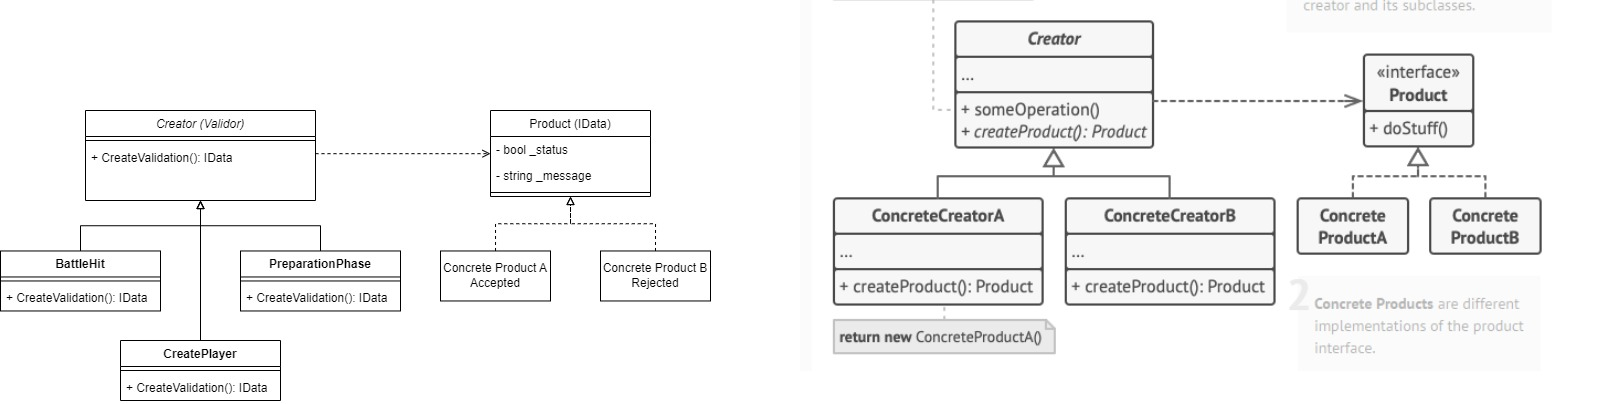 Creator (Validor)
+ CreateValidation(): IData
Product (IData)
- bool _status
- string _message
BattleHit
+ CreateValidation(): IData
PreparationPhase
+ CreateValidation(): IData
Concrete Product A
Accepted
Concrete Product B
Rejected
CreatePlayer
+ CreateValidation(): IData
creator and its subclasses.
Creator
...
+ someOperation()
+ createProduct(): Product
«interface»
Product
+ doStuff()
ConcreteCreatorA
...
+ createProduct(): Product
ConcreteCreatorB
...
+ createProduct(): Product
Concrete
ProductA
Concrete
ProductB
return new ConcreteProductA()
2
Concrete Products are different
implementations of the product
interface.